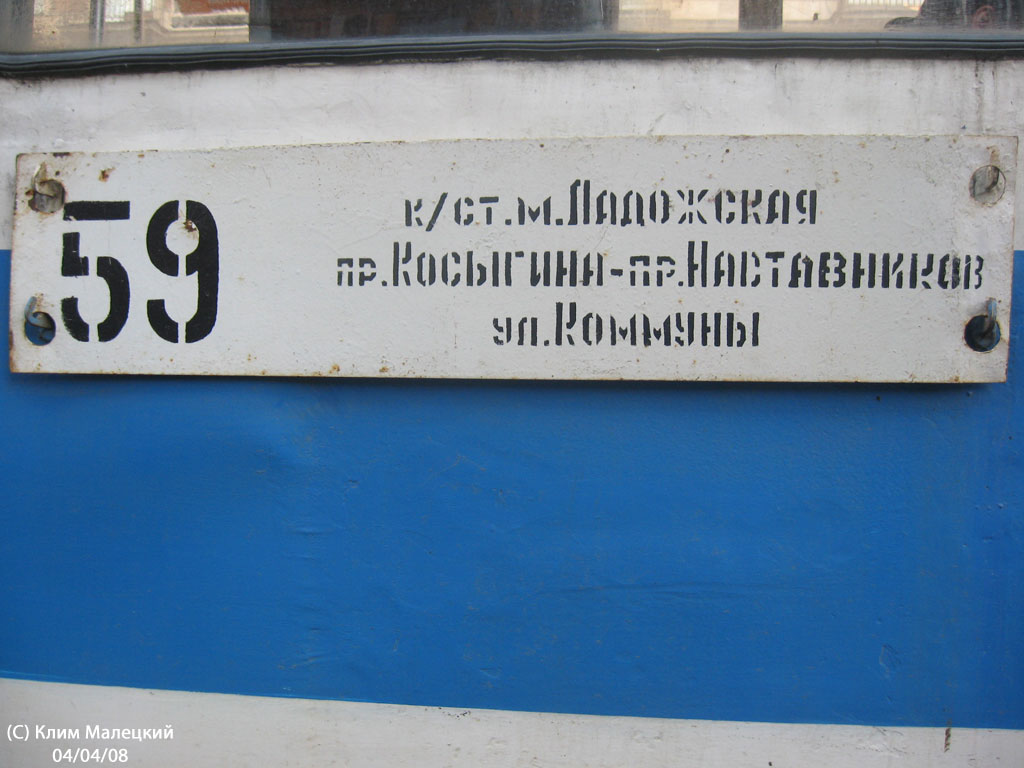 59
к/ст.м.Ладожская
пр.Косыгина-пр.Наставников
ул.Коммуны
(C) Клим Малецкий
04/04/08